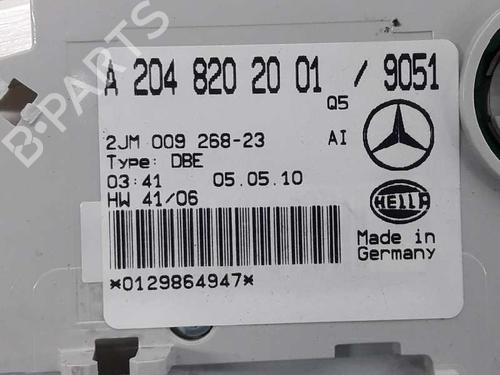 A 204 820 20 01 / 9051
Q5
2JM 009 268-23 AI
Type: DBE
03:41 05.05.10
HW 41/06
HELLA
Made in
Germany
*0129864947*
B-PARTS